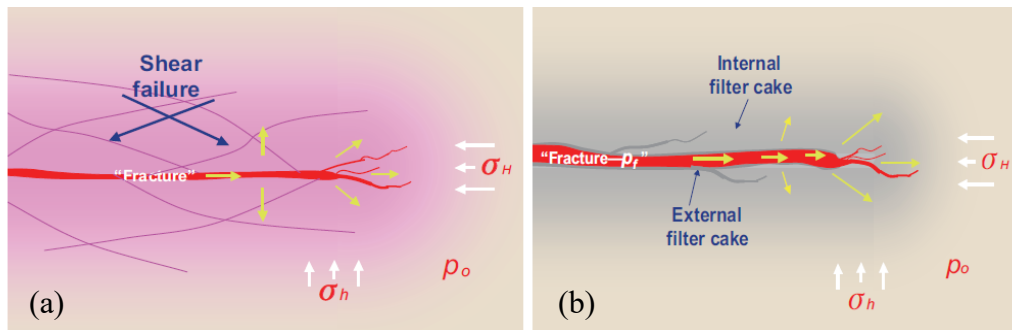 Shear
failure
"Fracture"
σH
σh
po
(a)
Internal
filter cake
"Fracture—pf"
External
filter cake
σH
σh
po
(b)